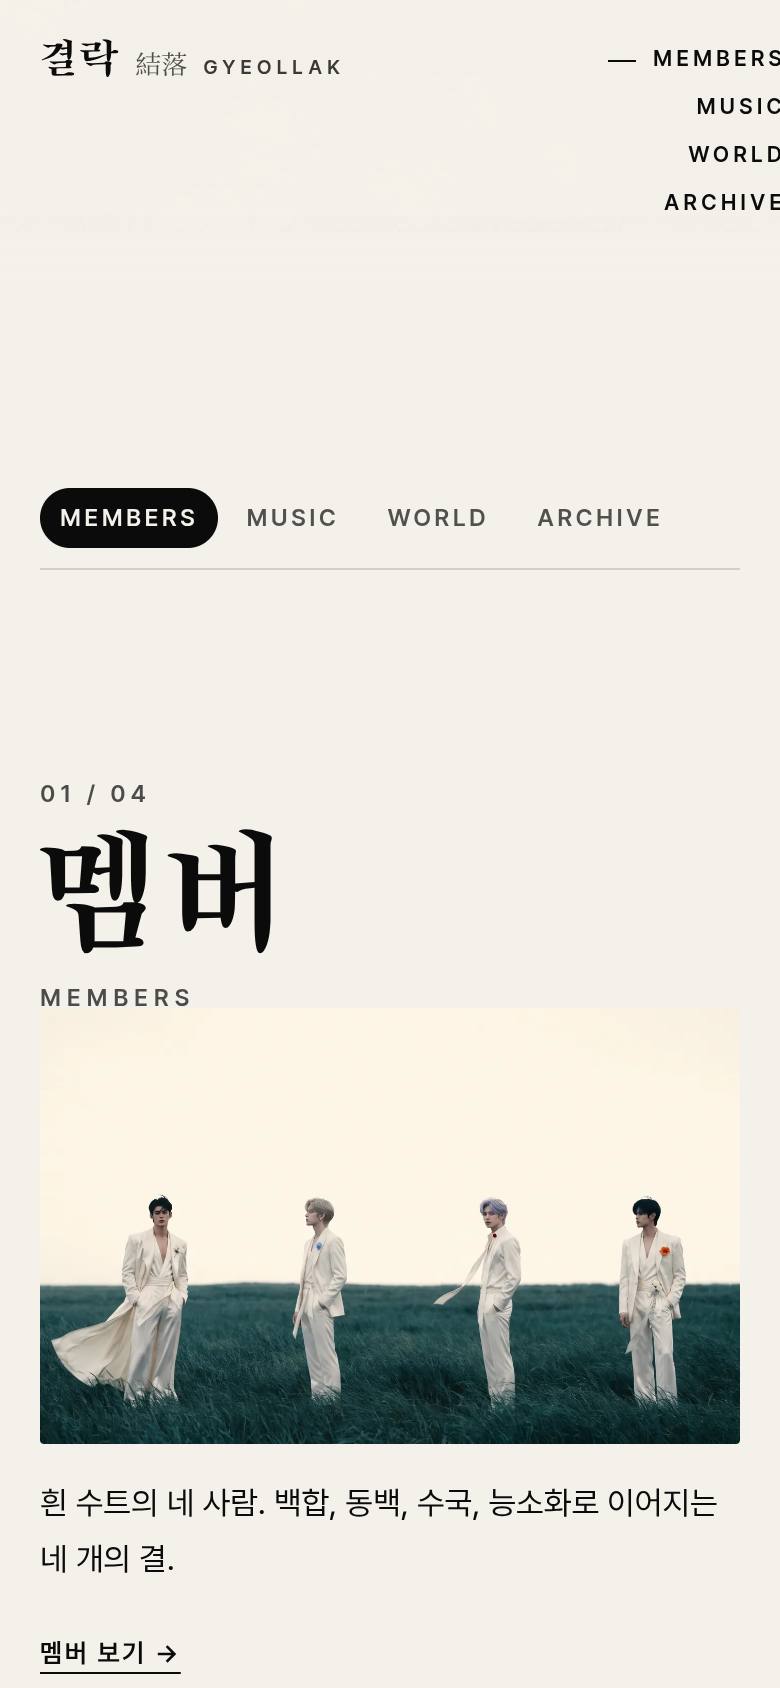 결락 結落 GYEOLLAK
— MEMBERS
MUSIC
WORLD
ARCHIVE
MEMBERS MUSIC WORLD ARCHIVE
01 / 04
멤버
MEMBERS
흰 수트의 네 사람. 백합, 동백, 수국, 능소화로 이어지는
네 개의 결.
멤버 보기 →